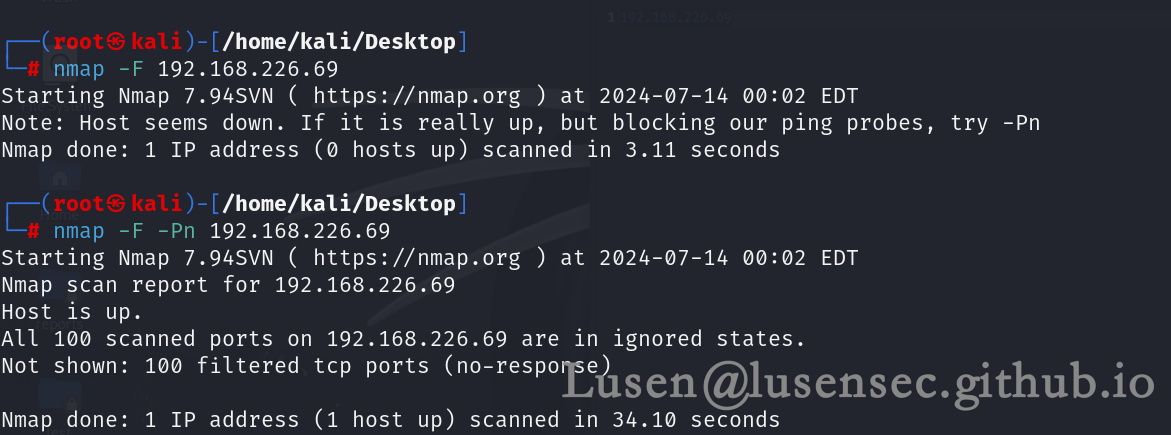 1 192.168.226.69
┌──(root㉿kali)-[/home/kali/Desktop]
└─# nmap -F 192.168.226.69
Starting Nmap 7.94SVN ( https://nmap.org ) at 2024-07-14 00:02 EDT
Note: Host seems down. If it is really up, but blocking our ping probes, try -Pn
Nmap done: 1 IP address (0 hosts up) scanned in 3.11 seconds
┌──(root㉿kali)-[/home/kali/Desktop]
Home
└─# nmap -F -Pn 192.168.226.69
Starting Nmap 7.94SVN ( https://nmap.org ) at 2024-07-14 00:02 EDT
Nmap scan report for 192.168.226.69
Host is up.
All 100 scanned ports on 192.168.226.69 are in ignored states.
Not shown: 100 filtered tcp ports (no-response)
Lusen@lusensec.github.io
Nmap done: 1 IP address (1 host up) scanned in 34.10 seconds